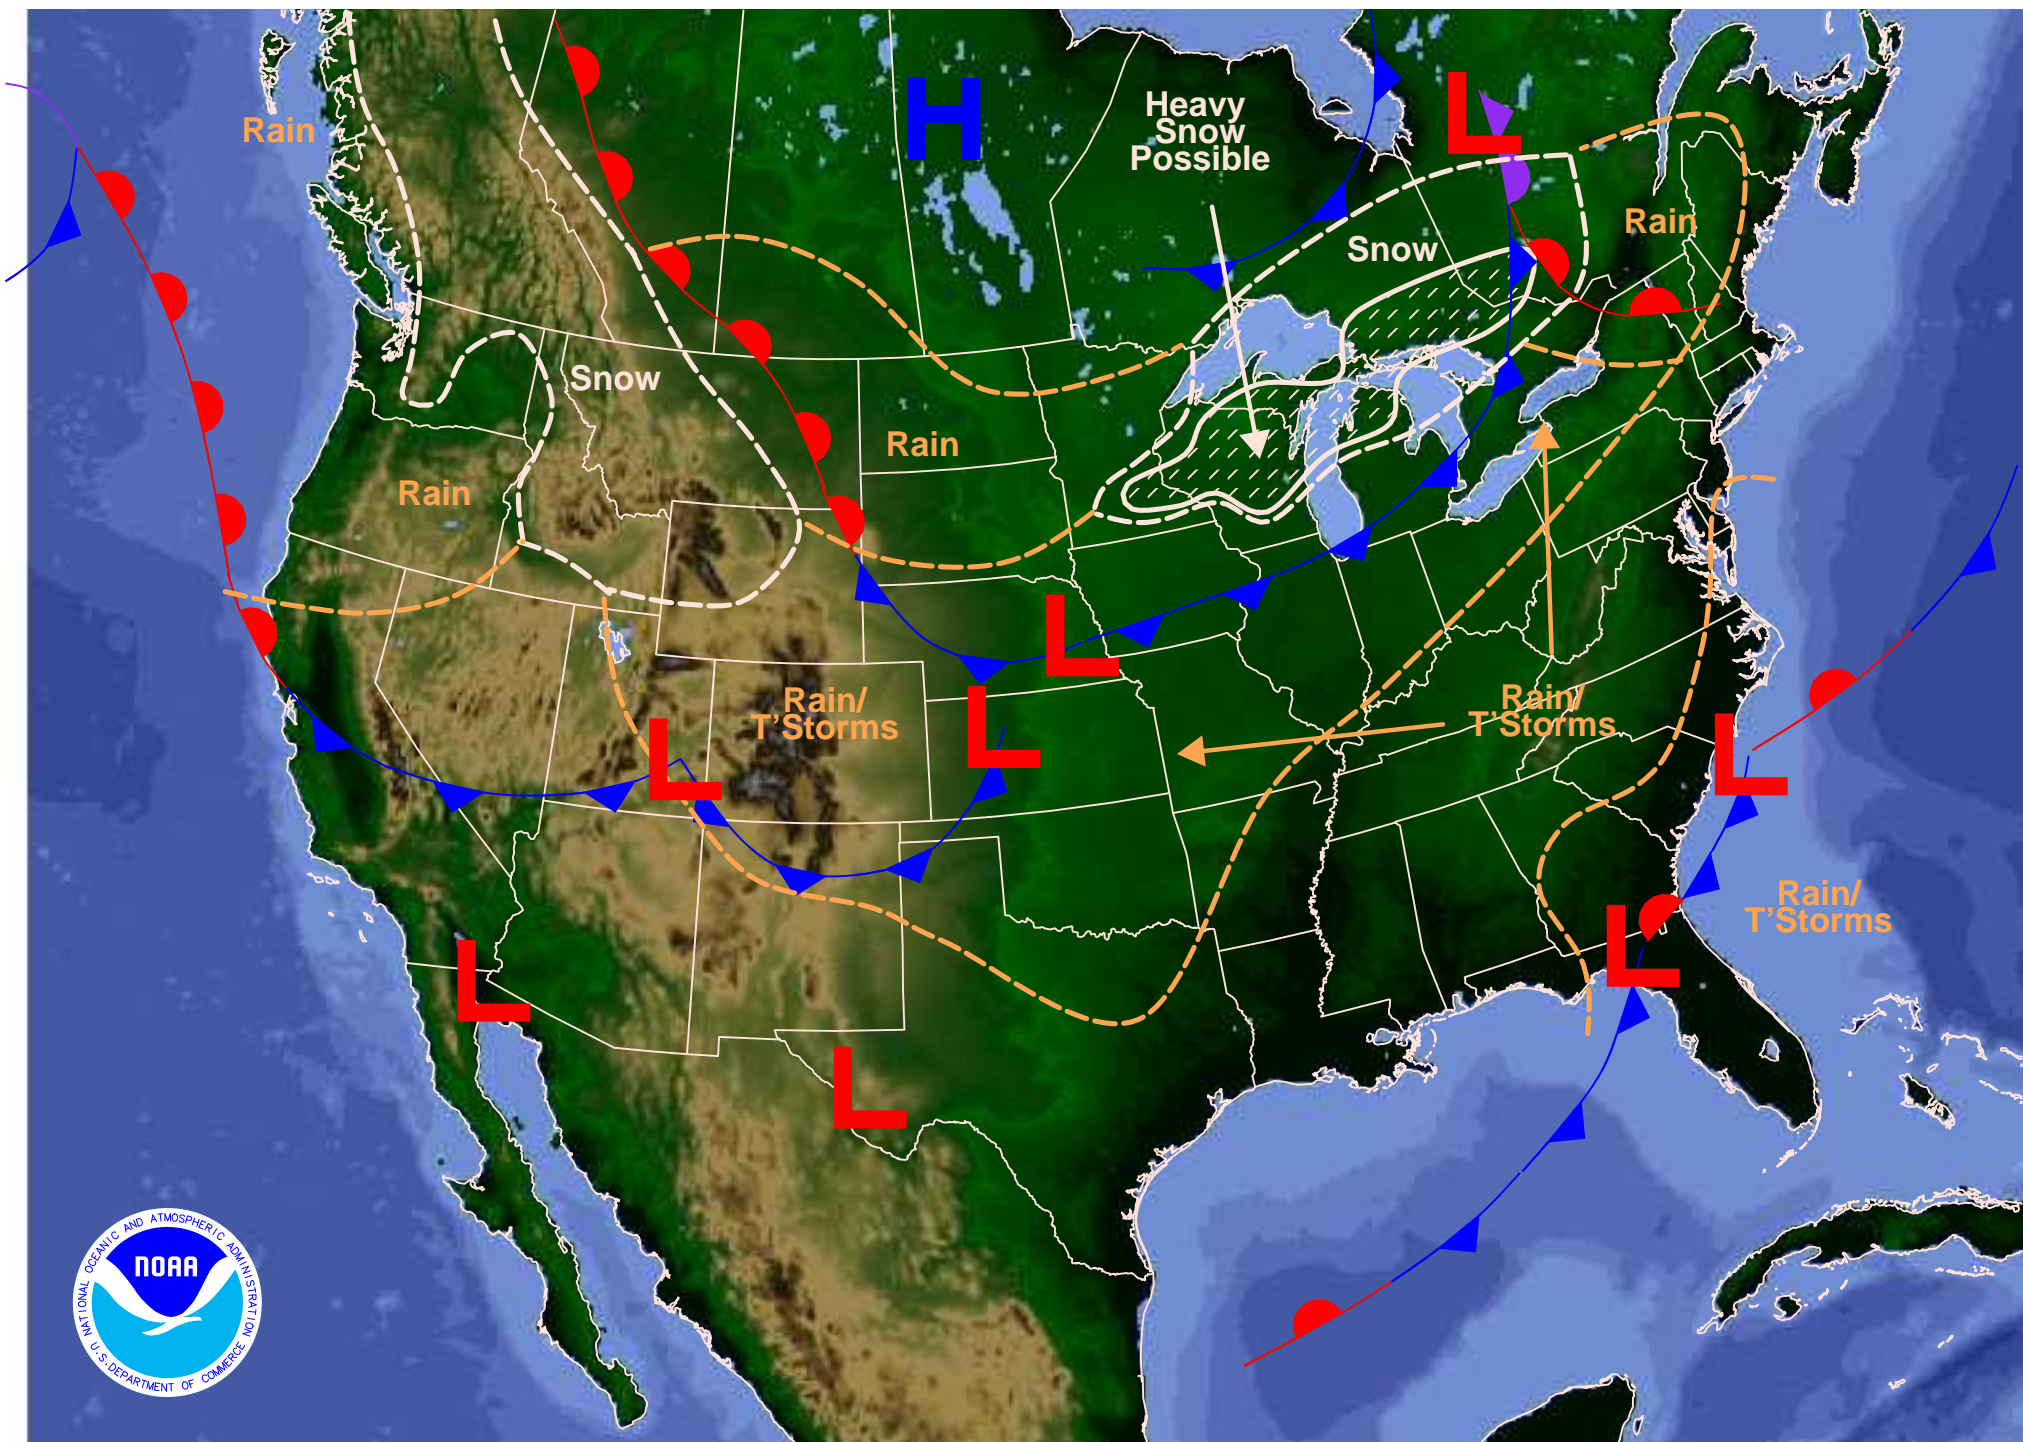 H
L
Heavy
Snow
Possible
Rain
Rain
Snow
Snow
Rain
Rain
L
Rain/
T'Storms
L
L
L
Rain/
T'Storms
L
Rain/
T'Storms
L
L
L
NATIONAL OCEANIC AND ATMOSPHERIC ADMINISTRATION
NOAA
U.S. DEPARTMENT OF COMMERCE